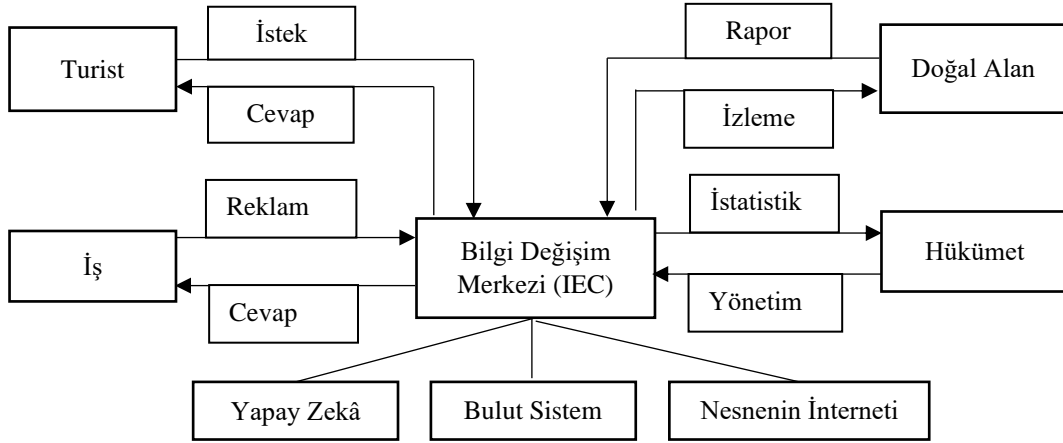 İstek
Rapor
Turist
Doğal Alan
Cevap
İzleme
Reklam
İstatistik
İş
Bilgi Değişim
Merkezi (IEC)
Hükümet
Cevap
Yönetim
Yapay Zekâ
Bulut Sistem
Nesnenin İnterneti